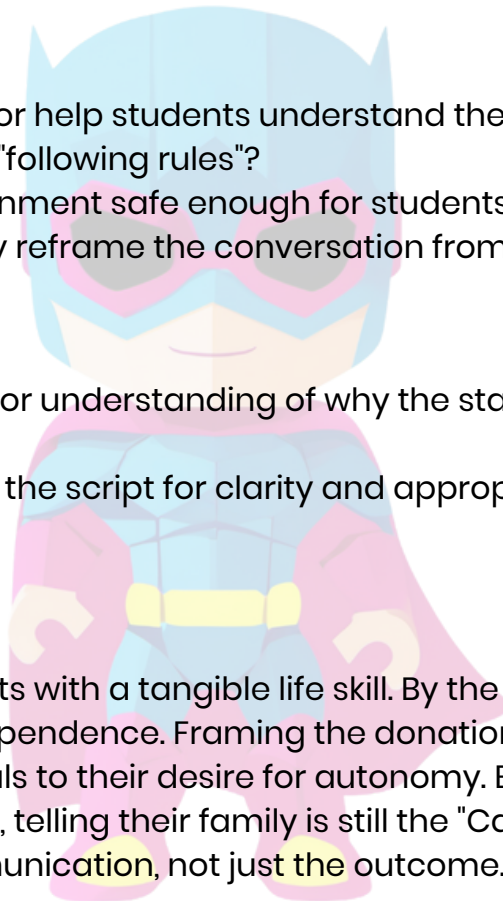 or help students understand the
"following rules"?
nment safe enough for students
y reframe the conversation from
or understanding of why the sta
the script for clarity and approp
ts with a tangible life skill. By the
pendence. Framing the donation
ls to their desire for autonomy. E
, telling their family is still the "Co
unication, not just the outcome.